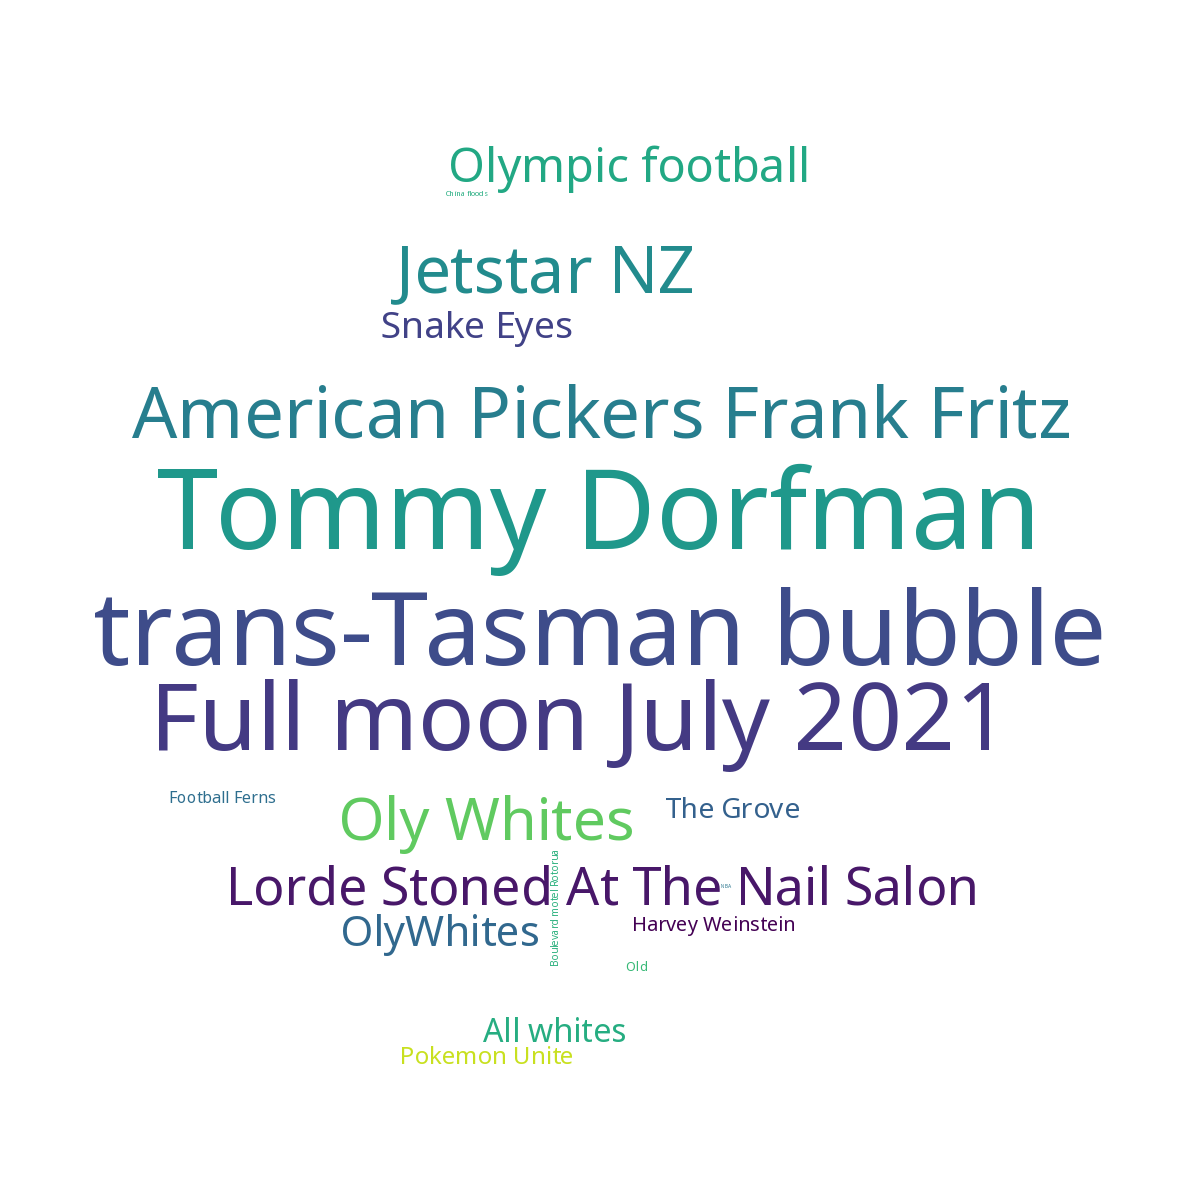 Olympic football
China floods
Jetstar NZ
Snake Eyes
American Pickers Frank Fritz
Tommy Dorfman
trans-Tasman bubble
Full moon July 2021
Football Ferns
Oly Whites
The Grove
Lorde Stoned At The Nail Salon
NBA
OlyWhites
Boulevard motel Rotorua
Harvey Weinstein
Old
All whites
Pokemon Unite